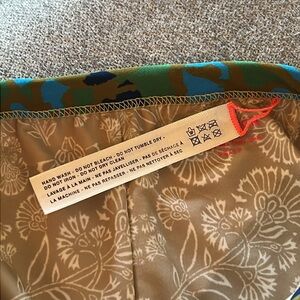 HAND WASH - DO NOT BLEACH - DO NOT TUMBLE DRY -
DO NOT IRON - DO NOT DRY CLEAN
LAVAGE À LA MAIN - NE PAS JAVELLISER - PAS DE SÉCHAGE À
LA MACHINE - NE PAS REPASSER - NE PAS NETTOYER À SEC